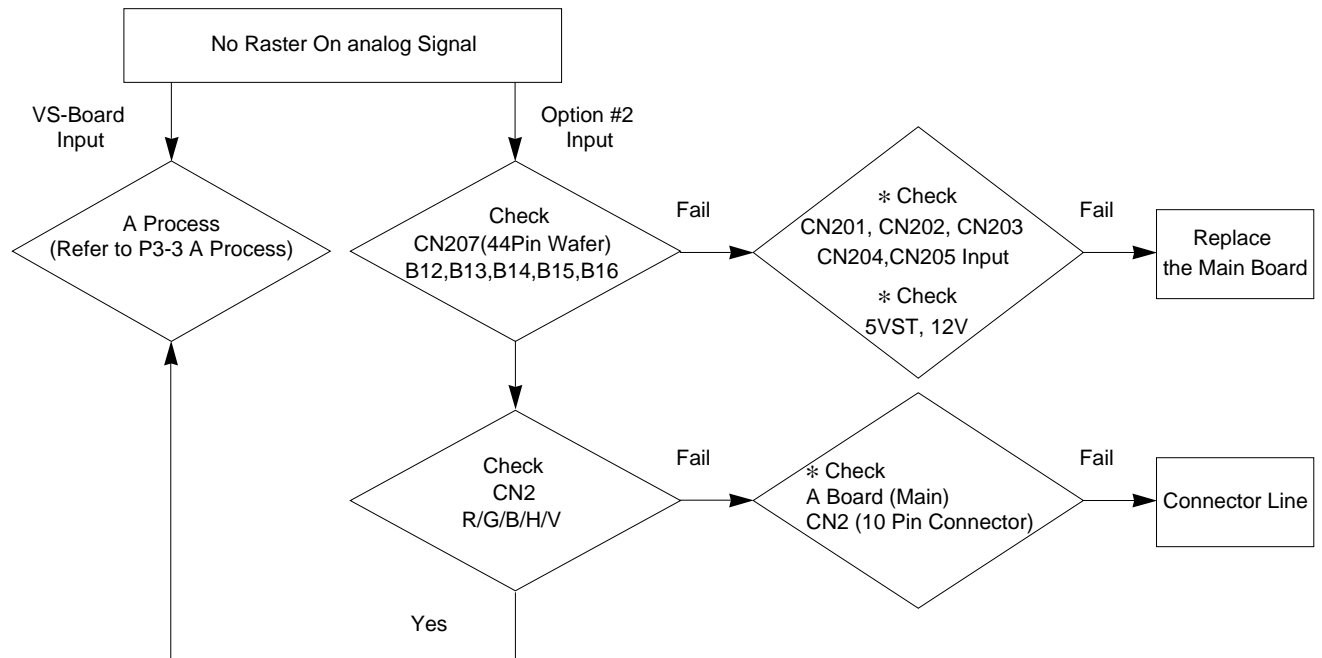 No Raster On analog Signal
VS-Board
Input
Option #2
Input
A Process
(Refer to P3-3 A Process)
Check
CN207(44Pin Wafer)
B12,B13,B14,B15,B16
Fail
∗ Check
CN201, CN202, CN203
CN204,CN205 Input
∗ Check
5VST, 12V
Fail
Replace
the Main Board
Check
CN2
R/G/B/H/V
Fail
∗ Check
A Board (Main)
CN2 (10 Pin Connector)
Fail
Connector Line
Yes